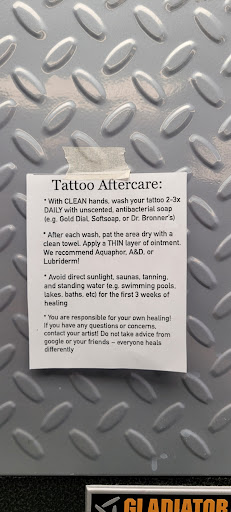 Tattoo Aftercare:
* With CLEAN hands, wash your tattoo 2-3x
DAILY with unscented, antibacterial soap
(e.g. Gold Dial, Softsoap, or Dr. Bronner's)
* After each wash, pat the area dry with a
clean towel. Apply a THIN layer of ointment.
We recommend Aquaphor, A&D, or
Lubriderm!
* Avoid direct sunlight, saunas, tanning,
and standing water (e.g. swimming pools,
lakes, baths, etc) for the first 3 weeks of
healing
* You are responsible for your own healing!
If you have any questions or concerns,
contact your artist! Do not take advice from
google or your friends – everyone heals
differently
GLADIATOR